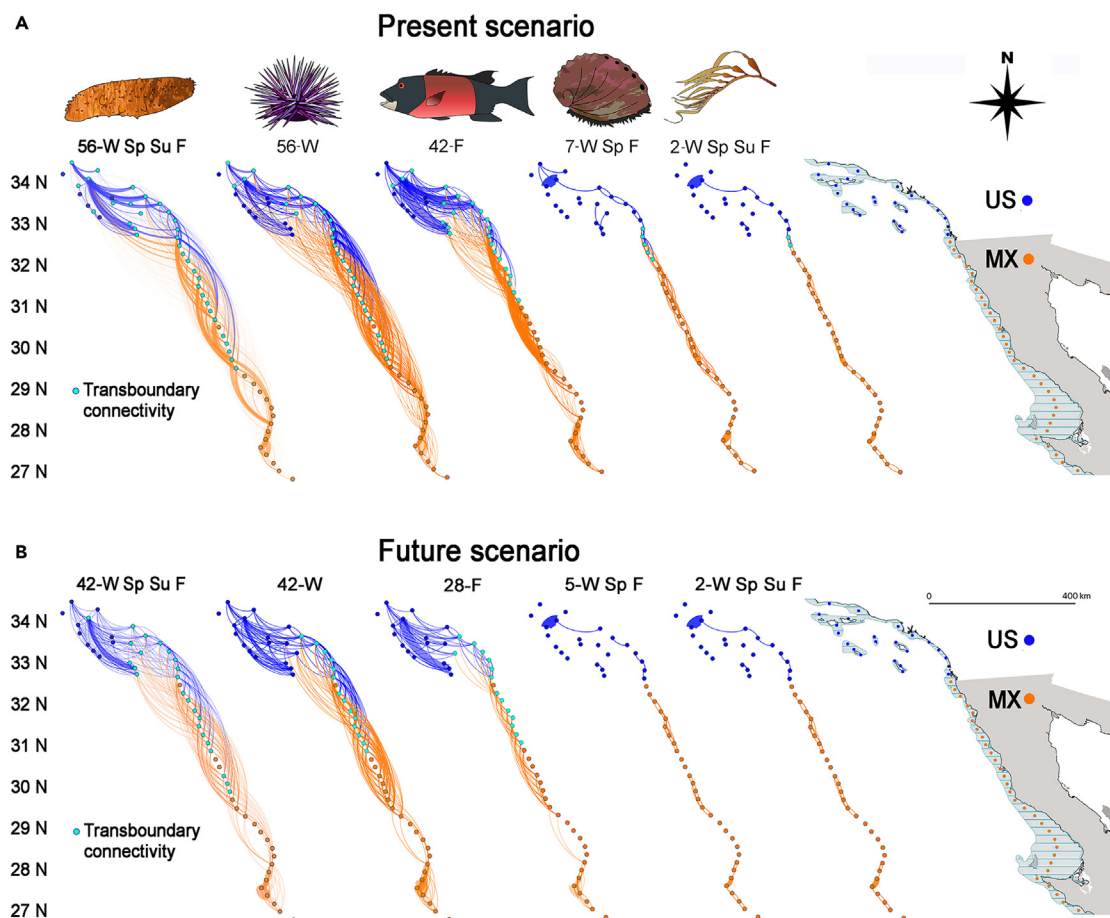 A
Present scenario
N
56-W Sp Su F
56-W
42-F
7-W Sp F
2-W Sp Su F
34 N
33 N
32 N
31 N
30 N
29 N
28 N
27 N
US
MX
Transboundary
connectivity
B
Future scenario
42-W Sp Su F
42-W
28-F
5-W Sp F
2-W Sp Su F
0
400 km
34 N
33 N
32 N
31 N
30 N
29 N
28 N
27 N
US
MX
Transboundary
connectivity